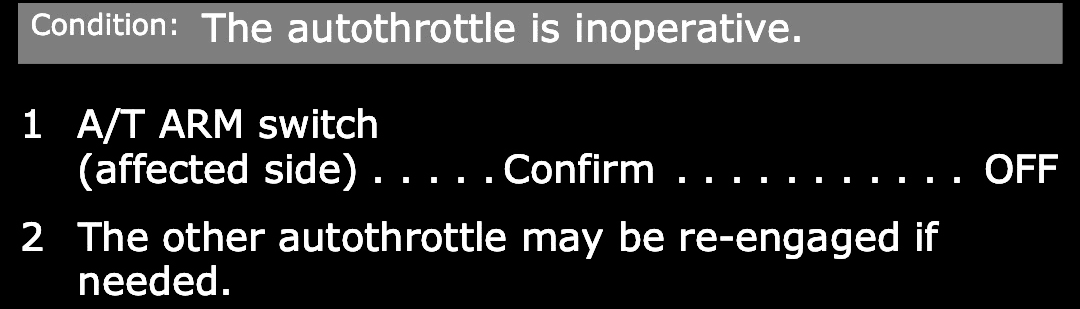 Condition: The autothrottle is inoperative.
1 A/T ARM switch
(affected side) . . . . . Confirm . . . . . . . . . . . OFF
2 The other autothrottle may be re-engaged if
needed.